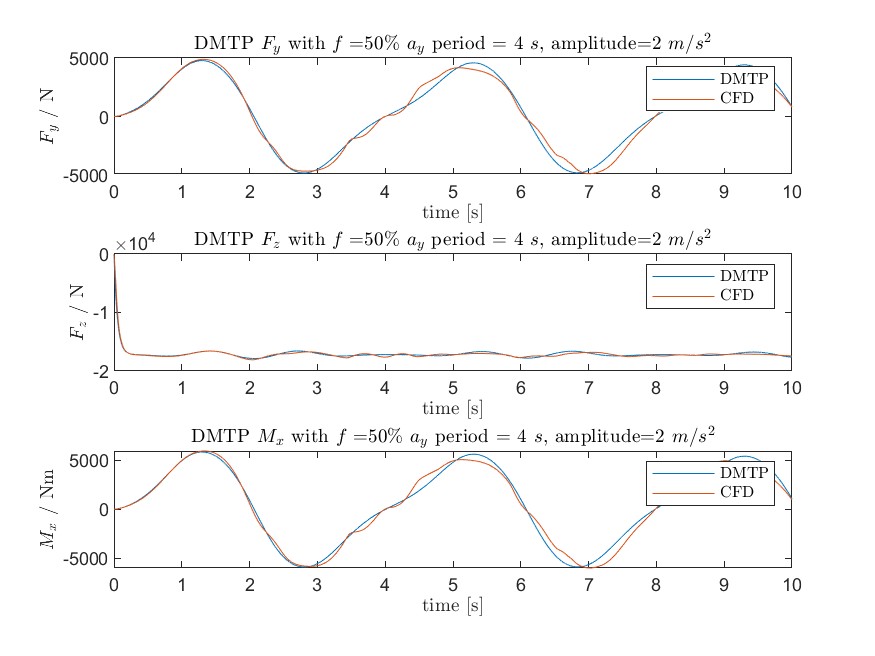 DMTP F_y with f =50% a_y period = 4 s, amplitude=2 m/s²
5000
0
-5000
F_y / N
DMTP
CFD
0 1 2 3 4 5 6 7 8 9 10
time [s]
DMTP F_z with f =50% a_y period = 4 s, amplitude=2 m/s²
×10⁴
0
-1
-2
F_z / N
DMTP
CFD
0 1 2 3 4 5 6 7 8 9 10
time [s]
DMTP M_x with f =50% a_y period = 4 s, amplitude=2 m/s²
5000
0
-5000
M_x / Nm
DMTP
CFD
0 1 2 3 4 5 6 7 8 9 10
time [s]